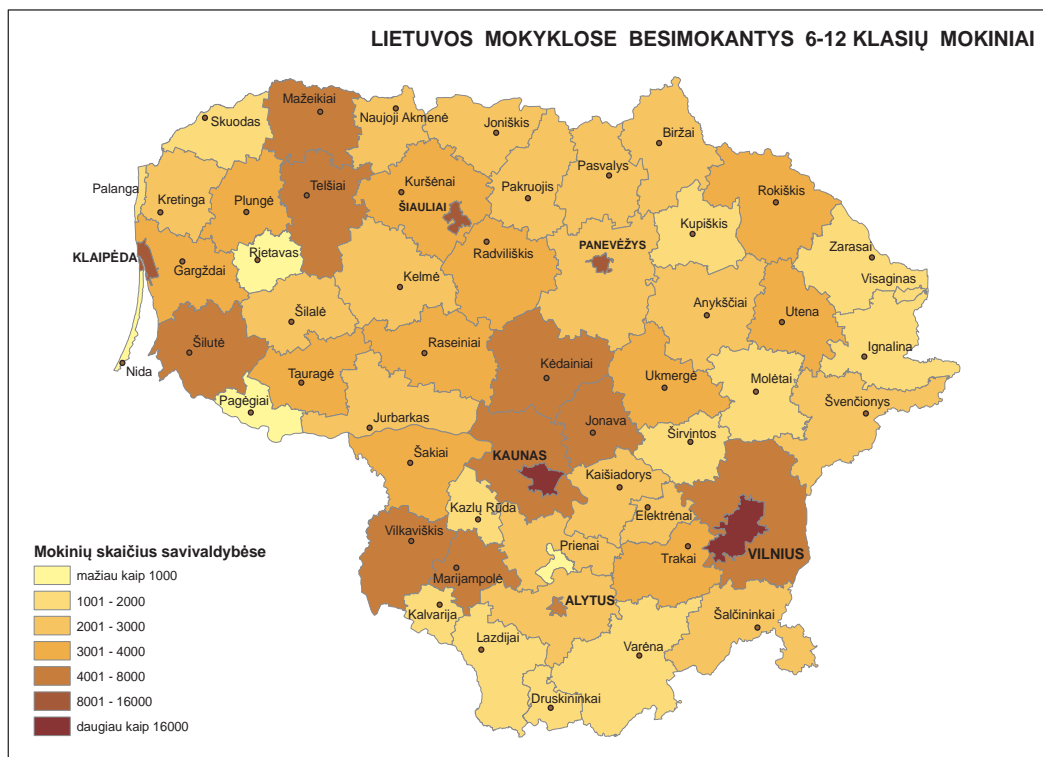 LIETUVOS MOKYKLOSE BESIMOKANTYS 6-12 KLASIŲ MOKINIAI
Mažeikiai
Skuodas
Naujoji Akmenė
Joniškis
Biržai
Pasvalys
Palanga
Kretinga
Plungė
Telšiai
Kuršėnai
ŠIAULIAI
Pakruojis
Rokiškis
Kupiškis
KLAIPĖDA
Gargždai
Rietavas
Radviliškis
PANEVĖŽYS
Zarasai
Visaginas
Kelmė
Anykščiai
Utena
Šilalė
Ignalina
Šilutė
Nida
Raseiniai
Kėdainiai
Tauragė
Ukmergė
Molėtai
Pagėgiai
Jurbarkas
Jonava
Švenčionys
Širvintos
Šakiai
KAUNAS
Kaišiadorys
Kazlų Rūda
Elektrėnai
Vilkaviškis
Prienai
Trakai
VILNIUS
Marijampolė
Kalvarija
ALYTUS
Šalčininkai
Lazdijai
Varėna
Druskininkai
Mokinių skaičius savivaldybėse
mažiau kaip 1000
1001 - 2000
2001 - 3000
3001 - 4000
4001 - 8000
8001 - 16000
daugiau kaip 16000